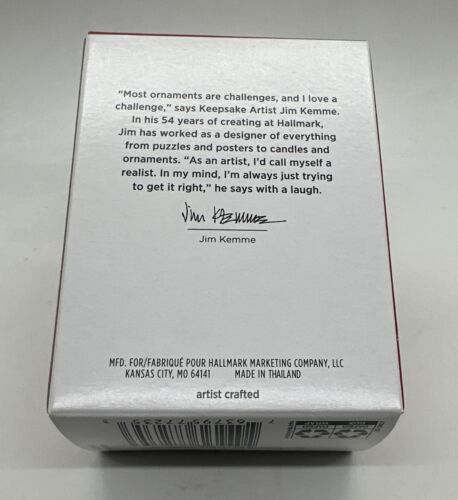 “Most ornaments are challenges, and I love a
challenge,” says Keepsake Artist Jim Kemme.
In his 54 years of creating at Hallmark,
Jim has worked as a designer of everything
from puzzles and posters to candles and
ornaments. “As an artist, I’d call myself a
realist. In my mind, I’m always just trying
to get it right,” he says with a laugh.
Jim Kemme
Jim Kemme
MFD. FOR/FABRIQUÉ POUR HALLMARK MARKETING COMPANY, LLC
KANSAS CITY, MO 64141 MADE IN THAILAND
artist crafted